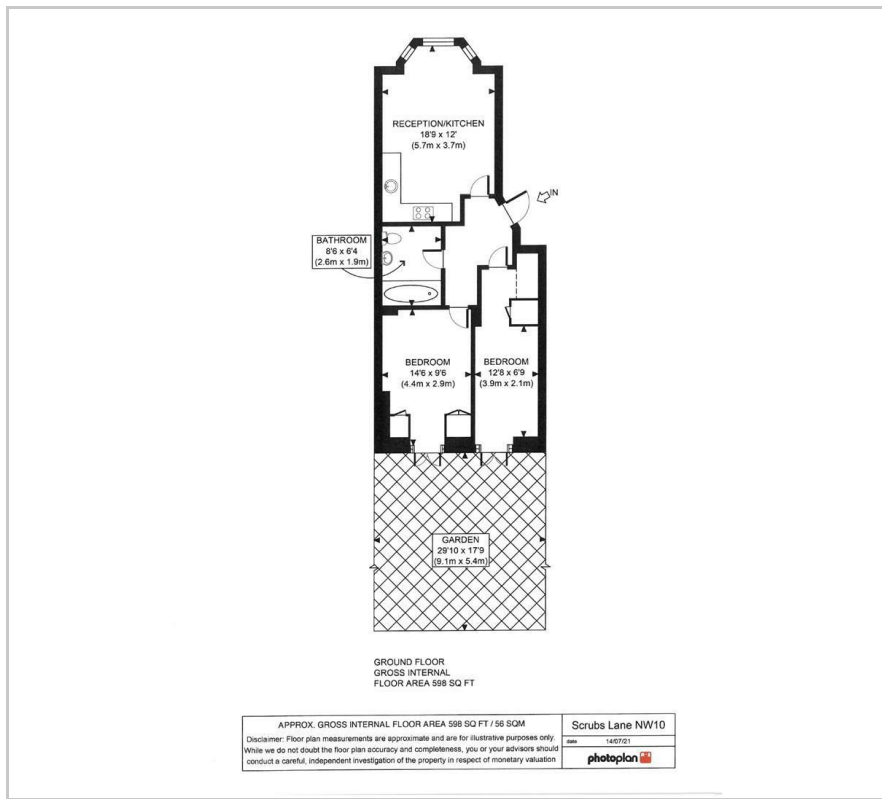 RECEPTION/KITCHEN
18'9 x 12'
(5.7m x 3.7m)
IN
BATHROOM
8'6 x 6'4
(2.6m x 1.9m)
BEDROOM
14'6 x 9'6
(4.4m x 2.9m)
BEDROOM
12'8 x 6'9
(3.9m x 2.1m)
GARDEN
29'10 x 17'9
(9.1m x 5.4m)
GROUND FLOOR
GROSS INTERNAL
FLOOR AREA 598 SQ FT
APPROX. GROSS INTERNAL FLOOR AREA 598 SQ FT / 56 SQM
Disclaimer: Floor plan measurements are approximate and are for illustrative purposes only.
While we do not doubt the floor plan accuracy and completeness, you or your advisors should
conduct a careful, independent investigation of the property in respect of monetary valuation
Scrubs Lane NW10
date 14/07/21
photoplan